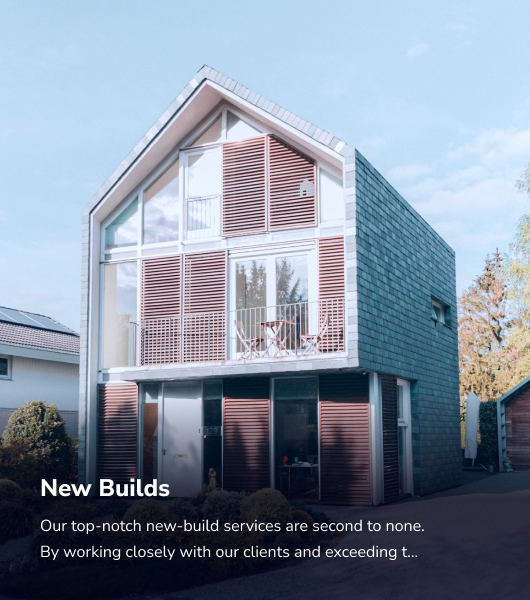 New Builds
Our top-notch new-build services are second to none.
By working closely with our clients and exceeding t...